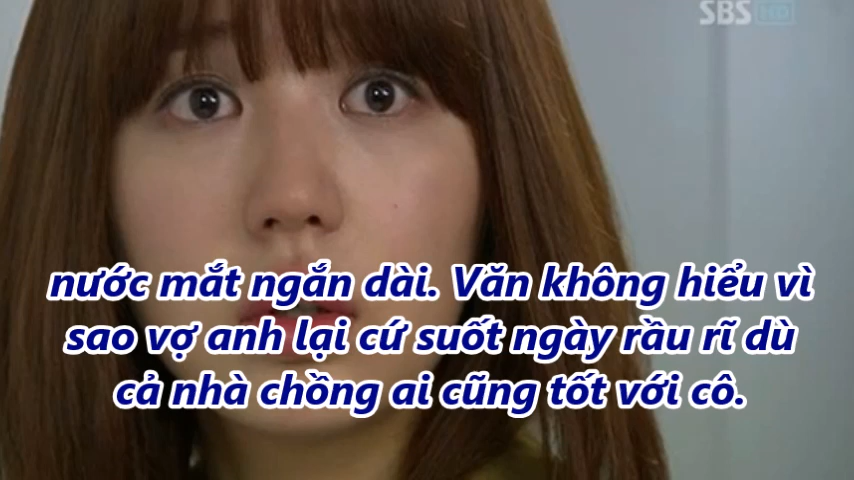 SBS HD
nước mắt ngắn dài. Văn không hiểu vì
sao vợ anh lại cứ suốt ngày rầu rĩ dù
cả nhà chồng ai cũng tốt với cô.